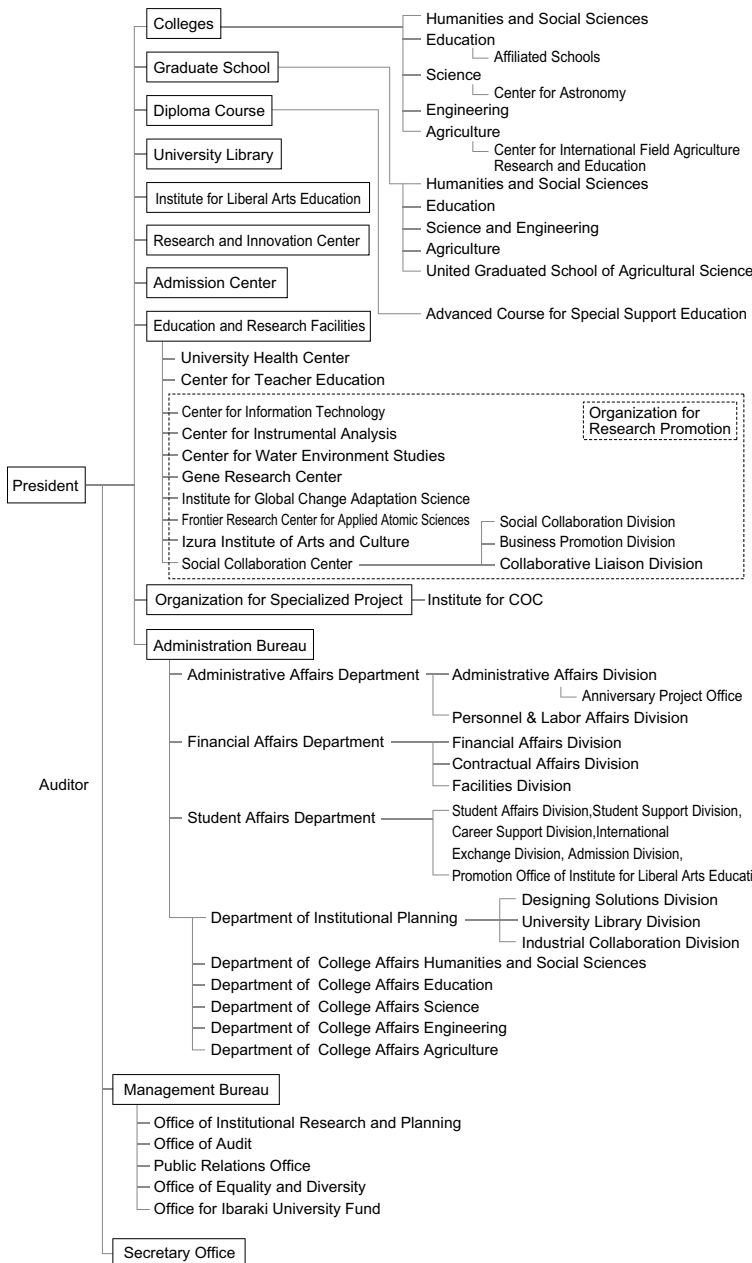 Colleges
Humanities and Social Sciences
Education
Affiliated Schools
Science
Center for Astronomy
Engineering
Agriculture
Center for International Field Agriculture
Research and Education
Graduate School
Humanities and Social Sciences
Education
Science and Engineering
Agriculture
United Graduated School of Agricultural Science
Diploma Course
Advanced Course for Special Support Education
University Library
Institute for Liberal Arts Education
Research and Innovation Center
Admission Center
Education and Research Facilities
University Health Center
Center for Teacher Education
Organization for
Research Promotion
Center for Information Technology
Center for Instrumental Analysis
Center for Water Environment Studies
Gene Research Center
Institute for Global Change Adaptation Science
Frontier Research Center for Applied Atomic Sciences
Izura Institute of Arts and Culture
Social Collaboration Center
Social Collaboration Division
Business Promotion Division
Collaborative Liaison Division
President
Organization for Specialized Project
Institute for COC
Administration Bureau
Administrative Affairs Department
Administrative Affairs Division
Anniversary Project Office
Personnel & Labor Affairs Division
Financial Affairs Department
Financial Affairs Division
Contractual Affairs Division
Facilities Division
Auditor
Student Affairs Department
Student Affairs Division,Student Support Division,
Career Support Division,International
Exchange Division, Admission Division,
Promotion Office of Institute for Liberal Arts Educati
Department of Institutional Planning
Designing Solutions Division
University Library Division
Industrial Collaboration Division
Department of College Affairs Humanities and Social Sciences
Department of College Affairs Education
Department of College Affairs Science
Department of College Affairs Engineering
Department of College Affairs Agriculture
Management Bureau
Office of Institutional Research and Planning
Office of Audit
Public Relations Office
Office of Equality and Diversity
Office for Ibaraki University Fund
Secretary Office